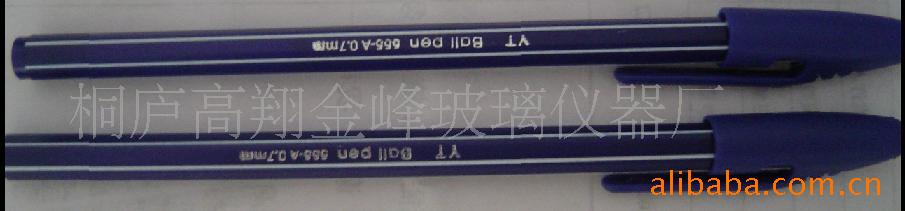 YT Ball pen 555-A 0.7mm
桐庐高翔金峰玻璃仪器厂
YT Ball pen 555-A 0.7mm
alibaba.com.cn